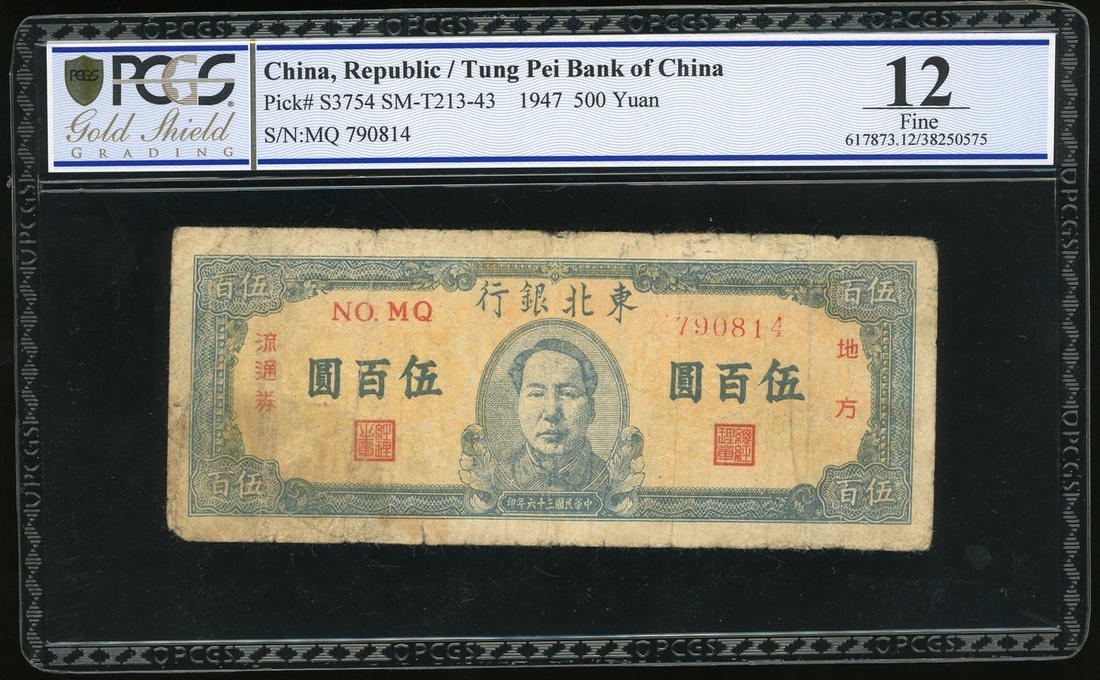 PCGS
Gold Shield
GRADING
China, Republic / Tung Pei Bank of China
Pick# S3754 SM-T213-43 1947 500 Yuan
S/N:MQ 790814
12
Fine
617873.12/38250575
伍百
伍百
東北銀行
NO. MQ
790814
地方
流通券
伍百圓
伍百圓
伍百
伍百
中華民國三十六年印